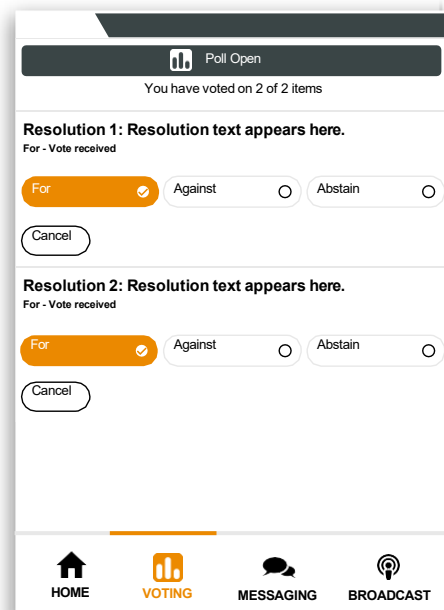 Poll Open
You have voted on 2 of 2 items
Resolution 1: Resolution text appears here.
For - Vote received
For Against Abstain
Cancel
Resolution 2: Resolution text appears here.
For - Vote received
For Against Abstain
Cancel
HOME VOTING MESSAGING BROADCAST